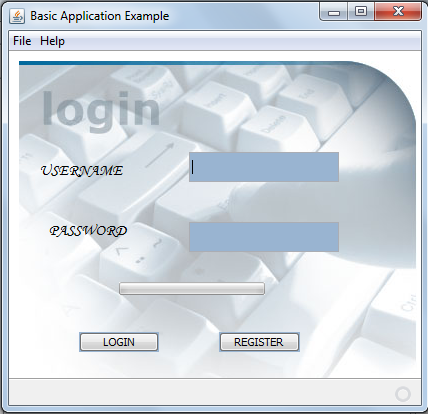 Basic Application Example
File Help
login
USERNAME
PASSWORD
LOGIN REGISTER